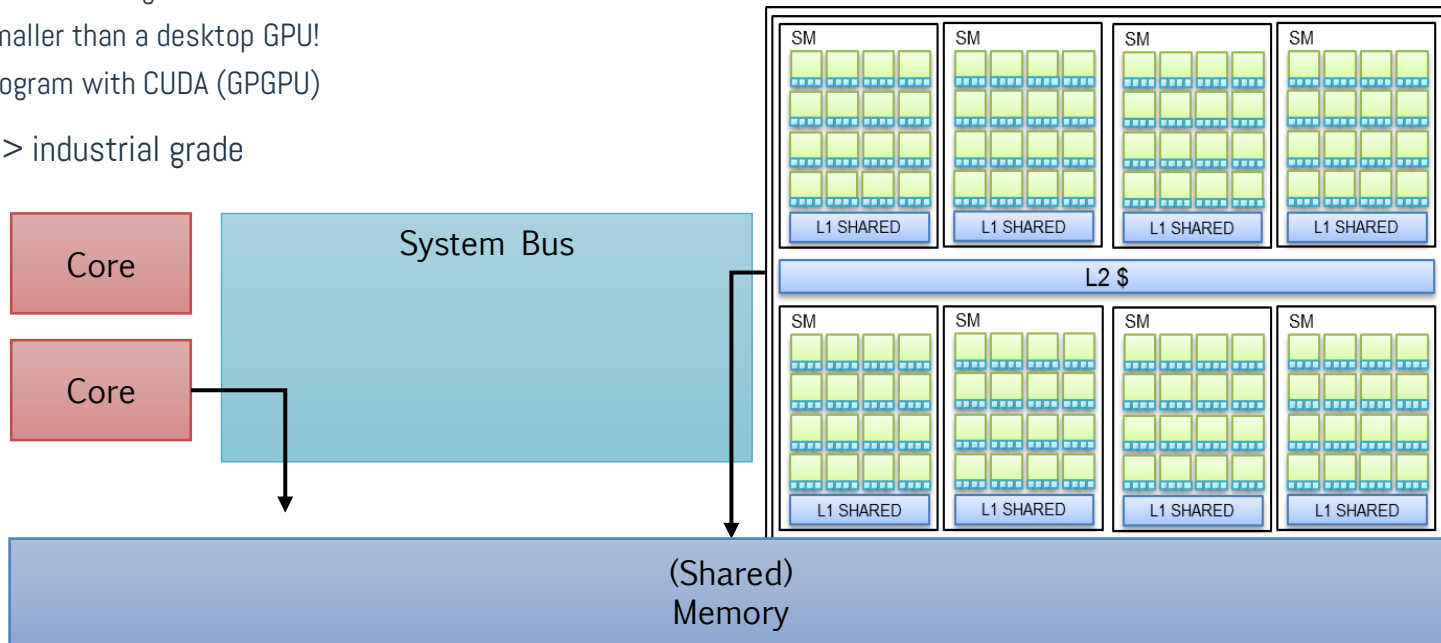 maller than a desktop GPU!
ogram with CUDA (GPGPU)
> industrial grade
Core
System Bus
Core
SM
SM
SM
SM
L1 SHARED
L1 SHARED
L1 SHARED
L1 SHARED
L2 $
SM
SM
SM
SM
L1 SHARED
L1 SHARED
L1 SHARED
L1 SHARED
(Shared)
Memory